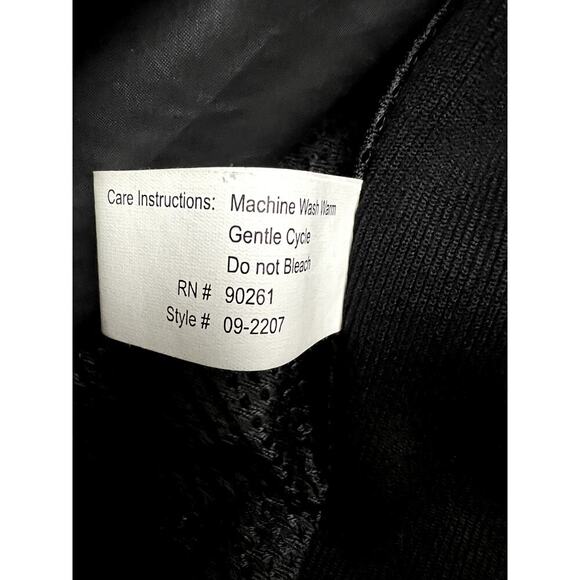 Care Instructions: Machine Wash Warm
Gentle Cycle
Do not Bleach
RN # 90261
Style # 09-2207